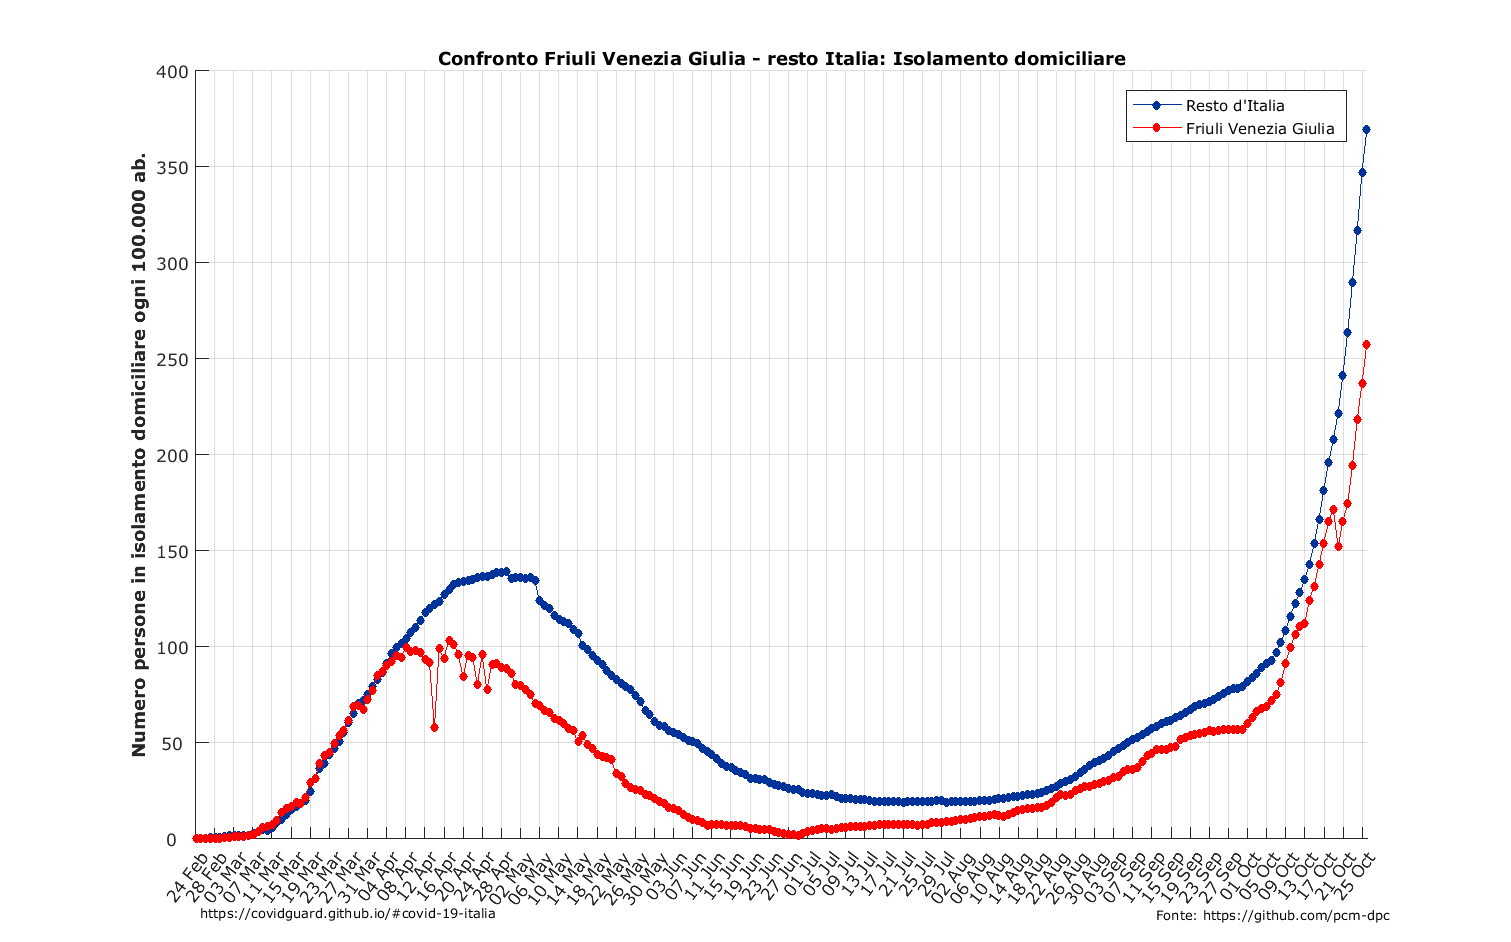 Confronto Friuli Venezia Giulia - resto Italia: Isolamento domiciliare
Numero persone in isolamento domiciliare ogni 100.000 ab.
400
350
300
250
200
150
100
50
0
Resto d'Italia
Friuli Venezia Giulia
24 Feb
28 Feb
03 Mar
07 Mar
11 Mar
15 Mar
19 Mar
23 Mar
27 Mar
31 Mar
04 Apr
08 Apr
12 Apr
16 Apr
20 Apr
24 Apr
28 Apr
02 May
06 May
10 May
14 May
18 May
22 May
26 May
30 May
03 Jun
07 Jun
11 Jun
15 Jun
19 Jun
23 Jun
27 Jun
01 Jul
05 Jul
09 Jul
13 Jul
17 Jul
21 Jul
25 Jul
29 Jul
02 Aug
06 Aug
10 Aug
14 Aug
18 Aug
22 Aug
26 Aug
30 Aug
03 Sep
07 Sep
11 Sep
15 Sep
19 Sep
23 Sep
27 Sep
01 Oct
05 Oct
09 Oct
13 Oct
17 Oct
21 Oct
25 Oct
https://covidguard.github.io/#covid-19-italia
Fonte: https://github.com/pcm-dpc